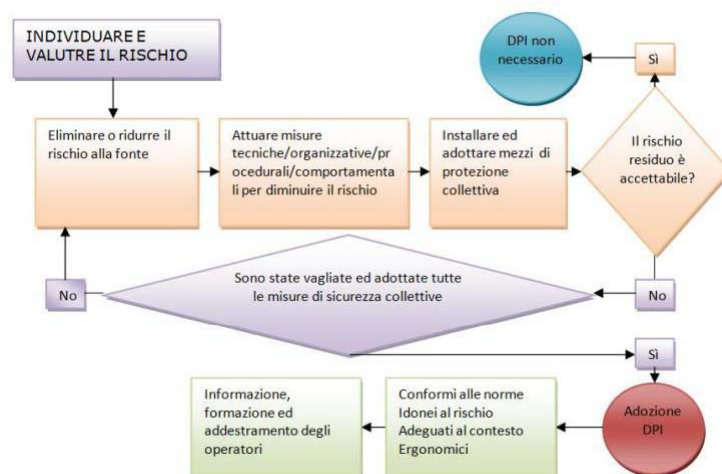 INDIVIDUARE E
VALUTRE IL RISCHIO
DPI non
necessario
Sì
Eliminare o ridurre il
rischio alla fonte
Attuare misure
tecniche/organizzative/pr
ocedurali/comportamenta
li per diminuire il rischio
Installare ed
adottare mezzi di
protezione
collettiva
Il rischio
residuo è
accettabile?
No
Sono state vagliate ed adottate tutte
le misure di sicurezza collettive
No
Sì
Informazione,
formazione ed
addestramento degli
operatori
Conformi alle norme
Idonei al rischio
Adeguati al contesto
Ergonomici
Adozione
DPI